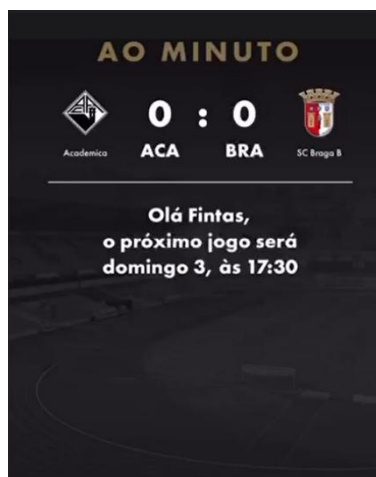 AO MINUTO
0 : 0
ACA BRA
Academica SC Braga B
Olá Fintas,
o próximo jogo será
domingo 3, às 17:30